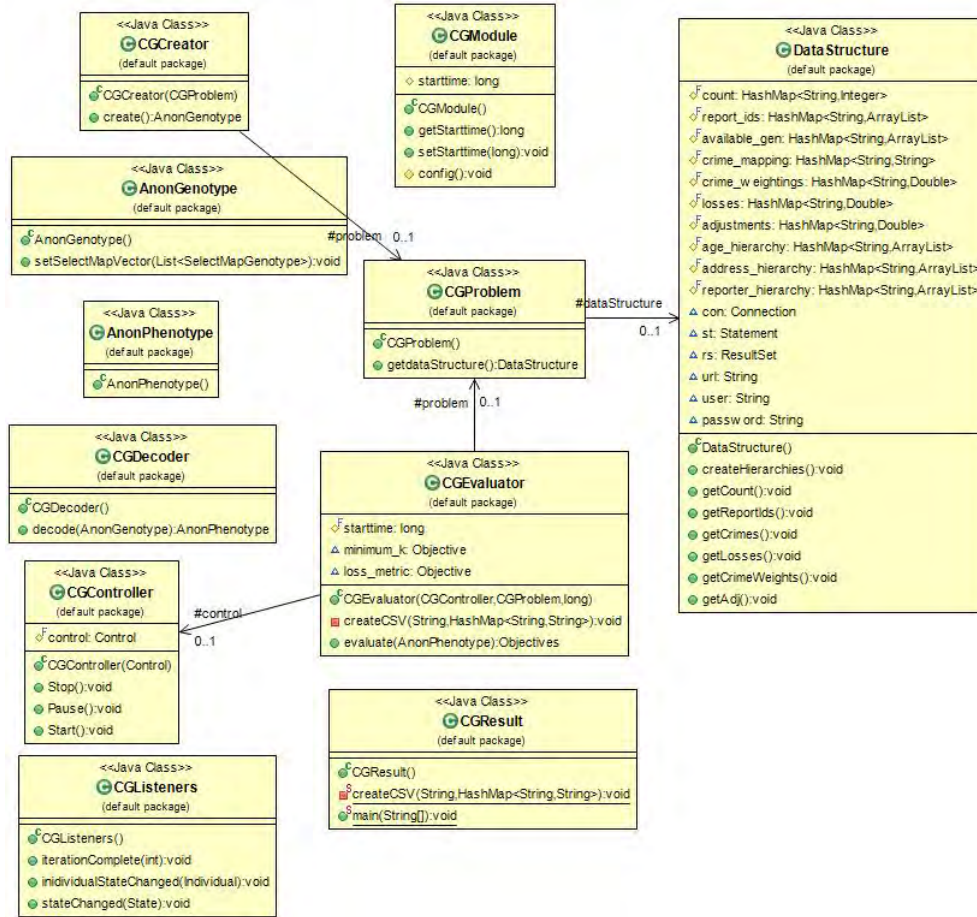 <<Java Class>>
CGCreator
(default package)
CGCreator(CGProblem)
create():AnonGenotype
<<Java Class>>
CGModule
(default package)
starttime: long
CGModule()
getStarttime():long
setStarttime(long):void
config():void
<<Java Class>>
DataStructure
(default package)
count: HashMap<String,Integer>
report_ids: HashMap<String,ArrayList>
available_gen: HashMap<String,ArrayList>
crime_mapping: HashMap<String,String>
crime_weightings: HashMap<String,Double>
losses: HashMap<String,Double>
adjustments: HashMap<String,Double>
age_hierarchy: HashMap<String,ArrayList>
address_hierarchy: HashMap<String,ArrayList>
reporter_hierarchy: HashMap<String,ArrayList>
con: Connection
st: Statement
rs: ResultSet
url: String
user: String
password: String
DataStructure()
createHierarchies():void
getCount():void
getReportIds():void
getCrimes():void
getLosses():void
getCrimeWeights():void
getAdj():void
<<Java Class>>
AnonGenotype
(default package)
AnonGenotype()
setSelectMapVector(List<SelectMapGenotype>):void
#problem
0..1
<<Java Class>>
CGProblem
(default package)
CGProblem()
getdataStructure():DataStructure
#dataStructure
0..1
<<Java Class>>
AnonPhenotype
(default package)
AnonPhenotype()
#problem
0..1
<<Java Class>>
CGDecoder
(default package)
CGDecoder()
decode(AnonGenotype):AnonPhenotype
<<Java Class>>
CGEvaluator
(default package)
starttime: long
minimum_k: Objective
loss_metric: Objective
CGEvaluator(CGController,CGProblem,long)
createCSV(String,HashMap<String,String>):void
evaluate(AnonPhenotype):Objectives
<<Java Class>>
CGController
(default package)
control: Control
CGController(Control)
Stop():void
Pause():void
Start():void
#control
0..1
<<Java Class>>
CGResult
(default package)
CGResult()
createCSV(String,HashMap<String,String>):void
main(String[]):void
<<Java Class>>
CGListeners
(default package)
CGListeners()
iterationComplete(int):void
inidividualStateChanged(Individual):void
stateChanged(State):void